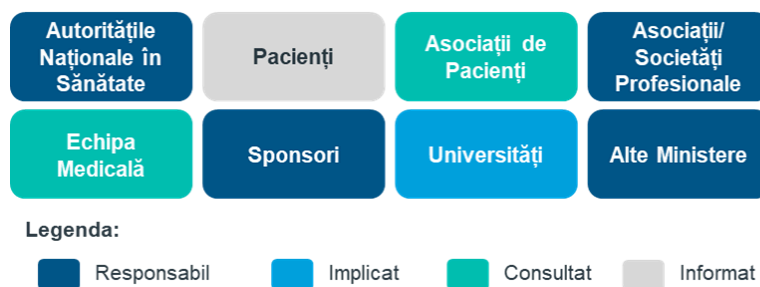 Autoritățile
Naționale în
Sănătate
Pacienți
Asociații de
Pacienți
Asociații/
Societăți
Profesionale
Echipa
Medicală
Sponsori
Universități
Alte Ministere
Legenda:
Responsabil
Implicat
Consultat
Informat